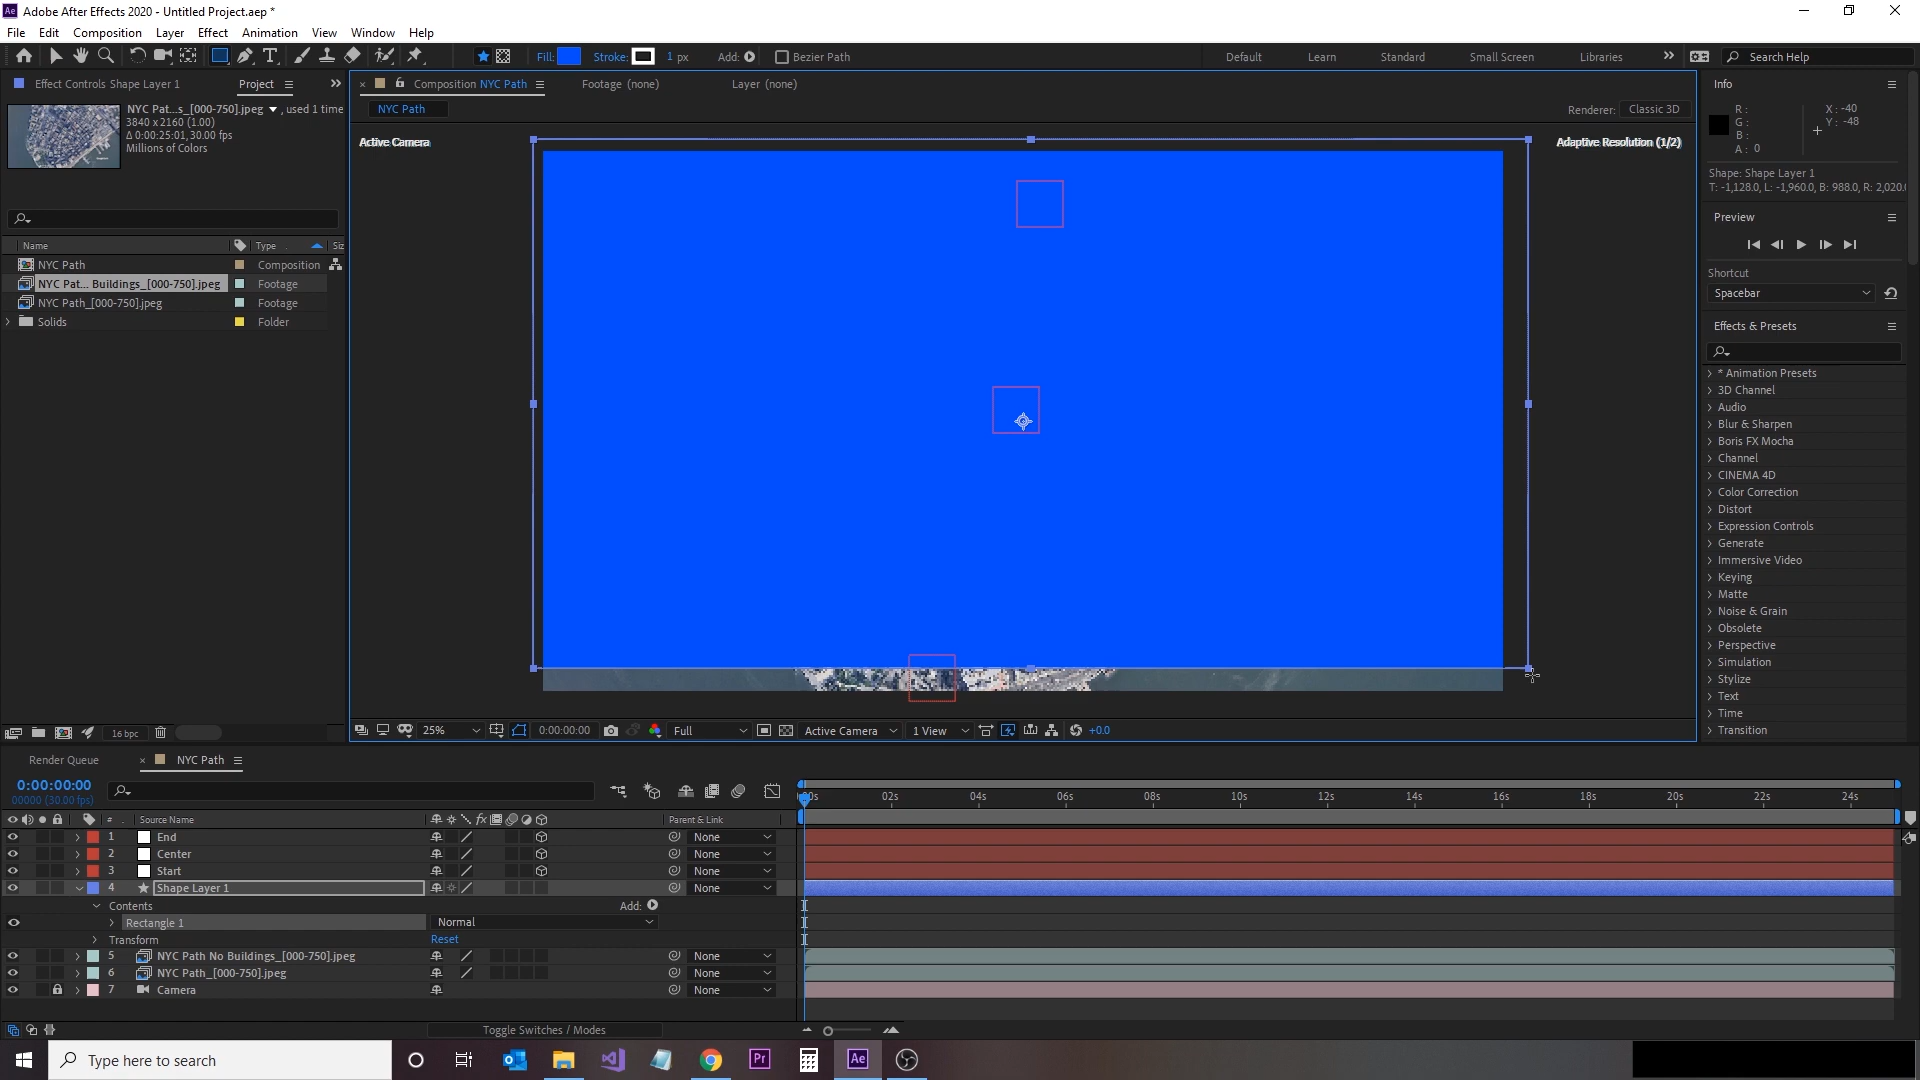 Ae Adobe After Effects 2020 - Untitled Project.aep *
File Edit Composition Layer Effect Animation View Window Help
Fill: Stroke: 1 px Add: Bezier Path Default Learn Standard Small Screen Libraries Search Help
Effect Controls Shape Layer 1 Project
NYC Pat...s_[000-750].jpeg , used 1 time
3840 x 2160 (1.00)
Δ 0:00:25:01, 30.00 fps
Millions of Colors
Name Type Siz
NYC Path Composition
NYC Pat... Buildings_[000-750].jpeg Footage
NYC Path_[000-750].jpeg Footage
Solids Folder
16 bpc
Composition NYC Path Footage (none) Layer (none)
NYC Path Renderer: Classic 3D
Active Camera Adaptive Resolution (1/2)
25% 0:00:00:00 Full Active Camera 1 View +0.0
Info
R: X: -40
G: Y: -48
B:
A: 0
Shape: Shape Layer 1
T: -1,128.0, L: -1,960.0, B: 988.0, R: 2,020.0
Preview
Shortcut
Spacebar
Effects & Presets
* Animation Presets
3D Channel
Audio
Blur & Sharpen
Boris FX Mocha
Channel
CINEMA 4D
Color Correction
Distort
Expression Controls
Generate
Immersive Video
Keying
Matte
Noise & Grain
Obsolete
Perspective
Simulation
Stylize
Text
Time
Transition
Render Queue NYC Path
0:00:00:00
00000 (30.00 fps)
:00s 02s 04s 06s 08s 10s 12s 14s 16s 18s 20s 22s 24s
# Source Name fx Parent & Link
1 End None
2 Center None
3 Start None
4 Shape Layer 1 None
Contents Add:
Rectangle 1 Normal
Transform Reset
5 NYC Path No Buildings_[000-750].jpeg None
6 NYC Path_[000-750].jpeg None
7 Camera None
Toggle Switches / Modes
Type here to search Pr Ae